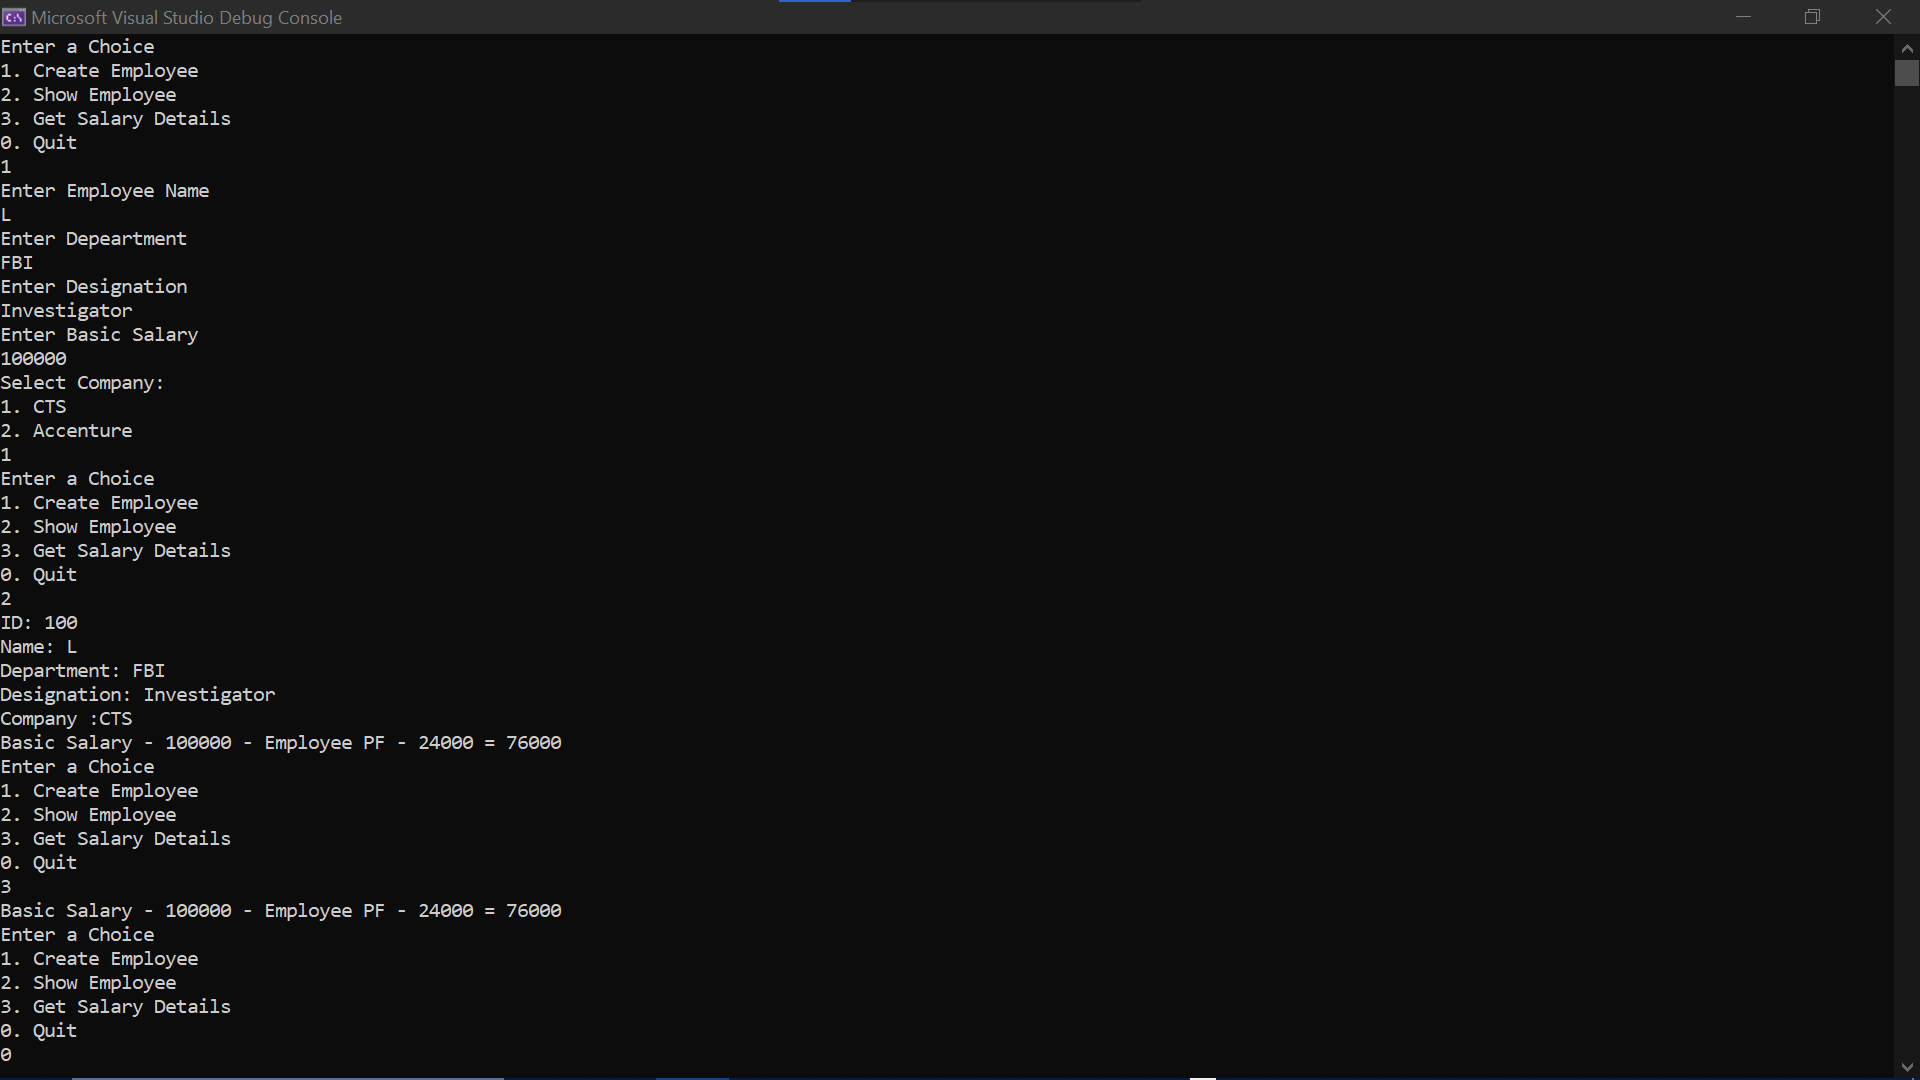 Microsoft Visual Studio Debug Console
Enter a Choice
1. Create Employee
2. Show Employee
3. Get Salary Details
0. Quit
1
Enter Employee Name
L
Enter Depeartment
FBI
Enter Designation
Investigator
Enter Basic Salary
100000
Select Company:
1. CTS
2. Accenture
1
Enter a Choice
1. Create Employee
2. Show Employee
3. Get Salary Details
0. Quit
2
ID: 100
Name: L
Department: FBI
Designation: Investigator
Company :CTS
Basic Salary - 100000 - Employee PF - 24000 = 76000
Enter a Choice
1. Create Employee
2. Show Employee
3. Get Salary Details
0. Quit
3
Basic Salary - 100000 - Employee PF - 24000 = 76000
Enter a Choice
1. Create Employee
2. Show Employee
3. Get Salary Details
0. Quit
0